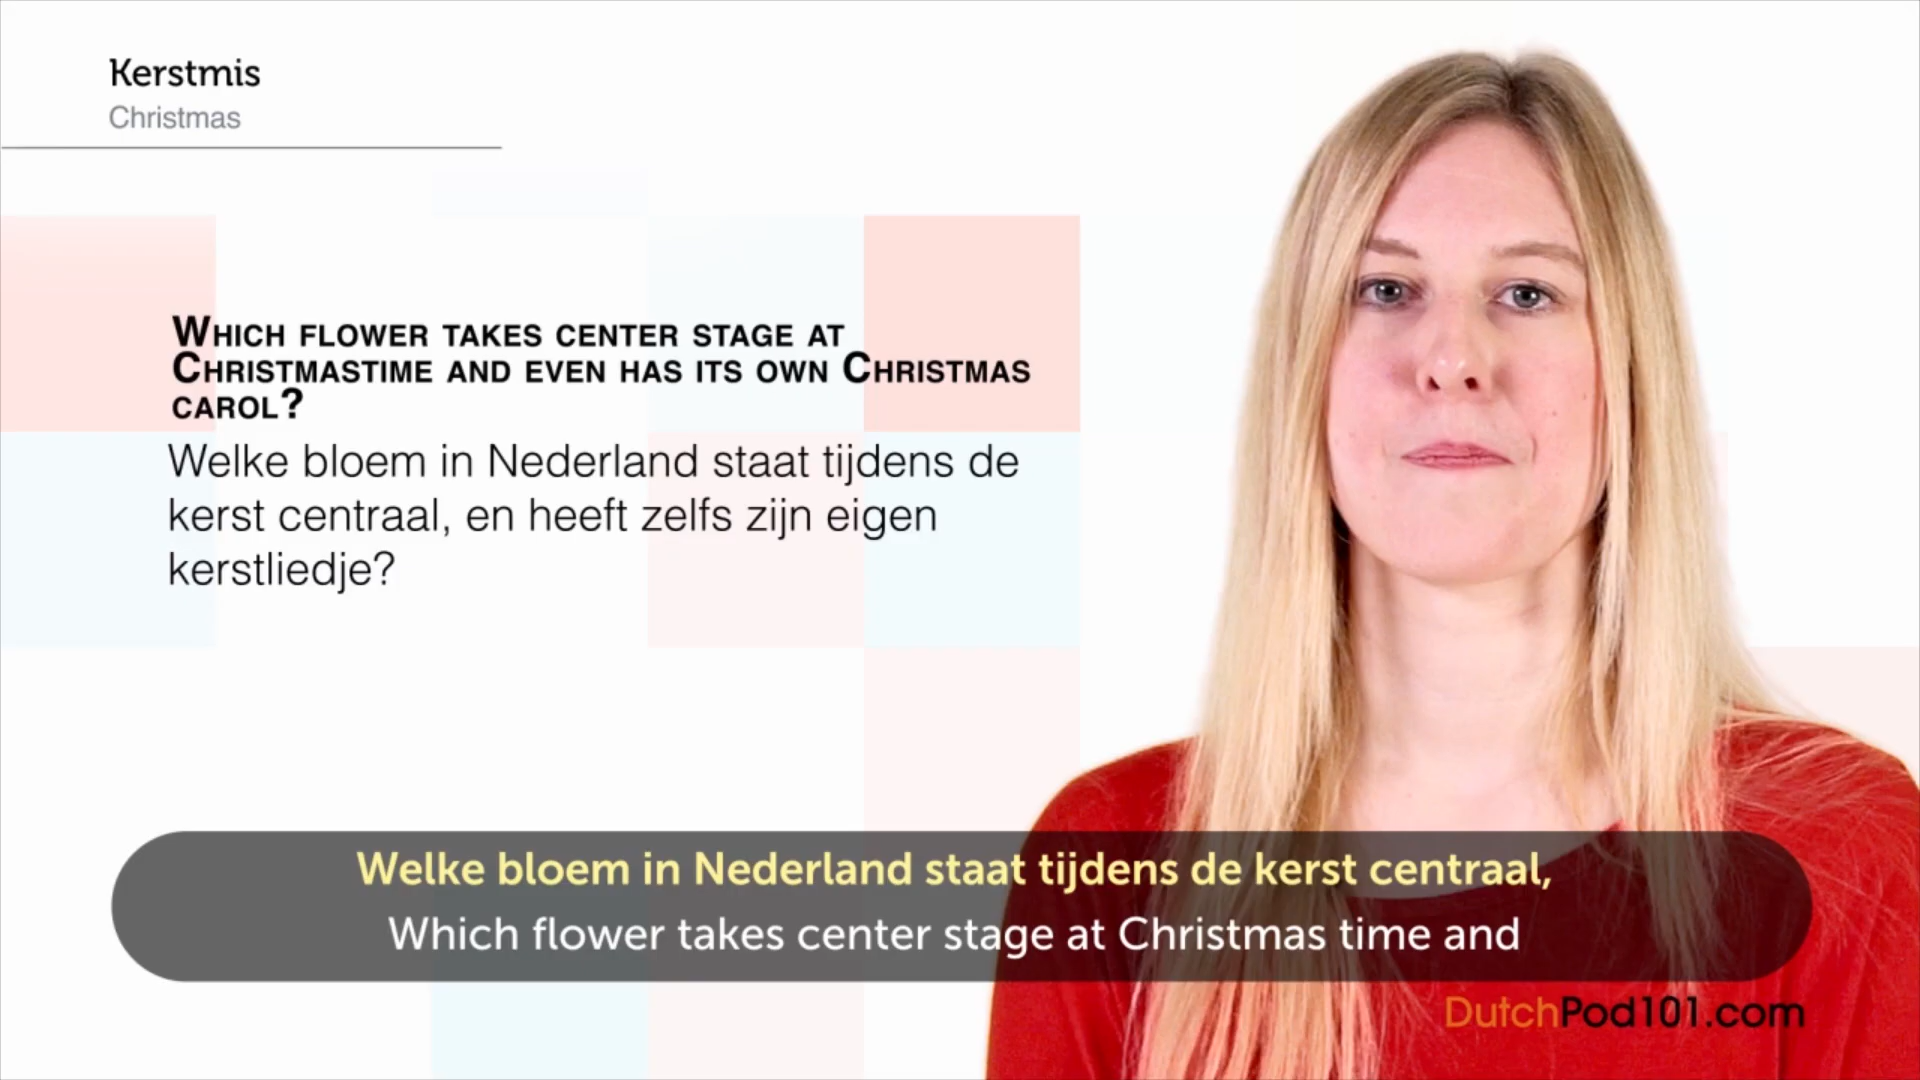 Kerstmis
Christmas
Which flower takes center stage at
Christmastime and even has its own Christmas
carol?
Welke bloem in Nederland staat tijdens de
kerst centraal, en heeft zelfs zijn eigen
kerstliedje?
Welke bloem in Nederland staat tijdens de kerst centraal,
Which flower takes center stage at Christmas time and
DutchPod101.com